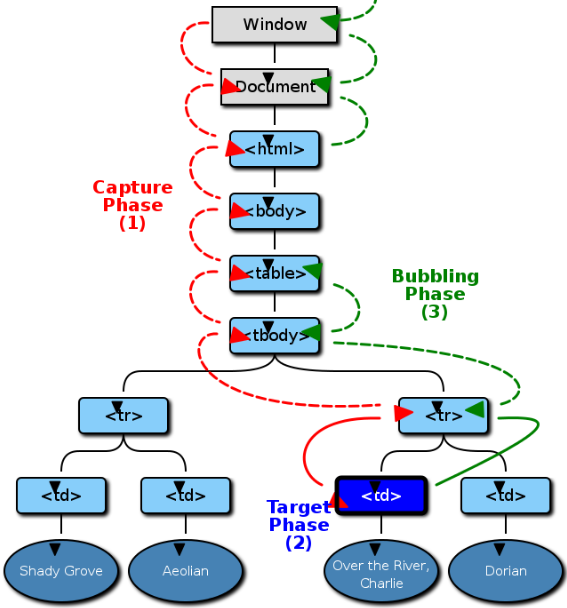 Window
Document
<html>
Capture
Phase
(1)
<body>
<table>
Bubbling
Phase
(3)
<tbody>
<tr>
<tr>
<td>
<td>
Target
Phase
(2)
<td>
<td>
Shady Grove
Aeolian
Over the River,
Charlie
Dorian